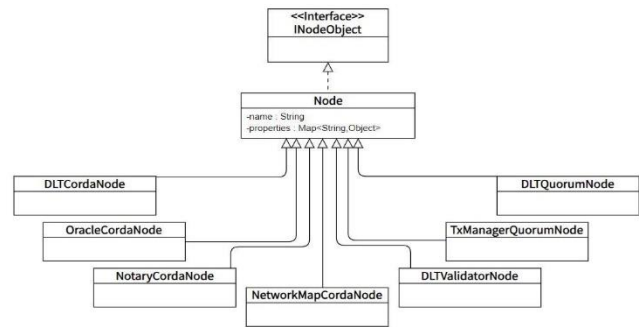 <<Interface>>
INodeObject
Node
-name : String
-properties : Map<String,Object>
DLTCordaNode
DLTQuorumNode
OracleCordaNode
TxManagerQuorumNode
NotaryCordaNode
DLTValidatorNode
NetworkMapCordaNode